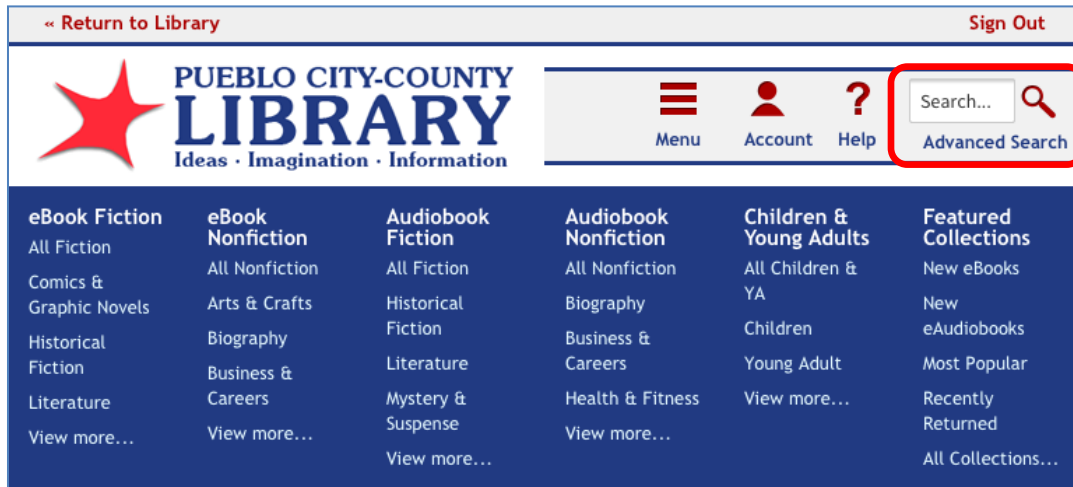 « Return to Library
Sign Out
PUEBLO CITY-COUNTY
LIBRARY
Ideas · Imagination · Information
Menu
Account
?
Help
Search...
Advanced Search
eBook Fiction
All Fiction
Comics &
Graphic Novels
Historical
Fiction
Literature
View more...
eBook
Nonfiction
All Nonfiction
Arts & Crafts
Biography
Business &
Careers
View more...
Audiobook
Fiction
All Fiction
Historical
Fiction
Literature
Mystery &
Suspense
View more...
Audiobook
Nonfiction
All Nonfiction
Biography
Business &
Careers
Health & Fitness
View more...
Children &
Young Adults
All Children &
YA
Children
Young Adult
View more...
Featured
Collections
New eBooks
New
eAudiobooks
Most Popular
Recently
Returned
All Collections...